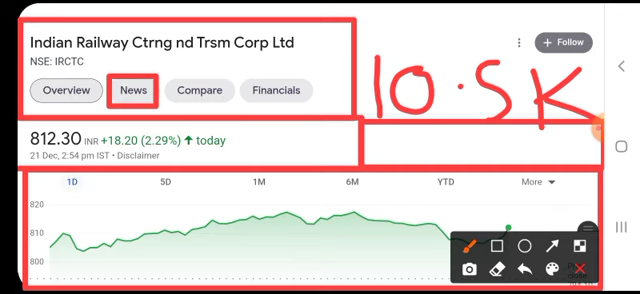 Indian Railway Ctrng nd Trsm Corp Ltd
NSE: IRCTC
+ Follow
Overview News Compare Financials
10.5K
812.30 INR +18.20 (2.29%) ↑ today
21 Dec, 2:54 pm IST • Disclaimer
1D 5D 1M 6M YTD More
820
810
800